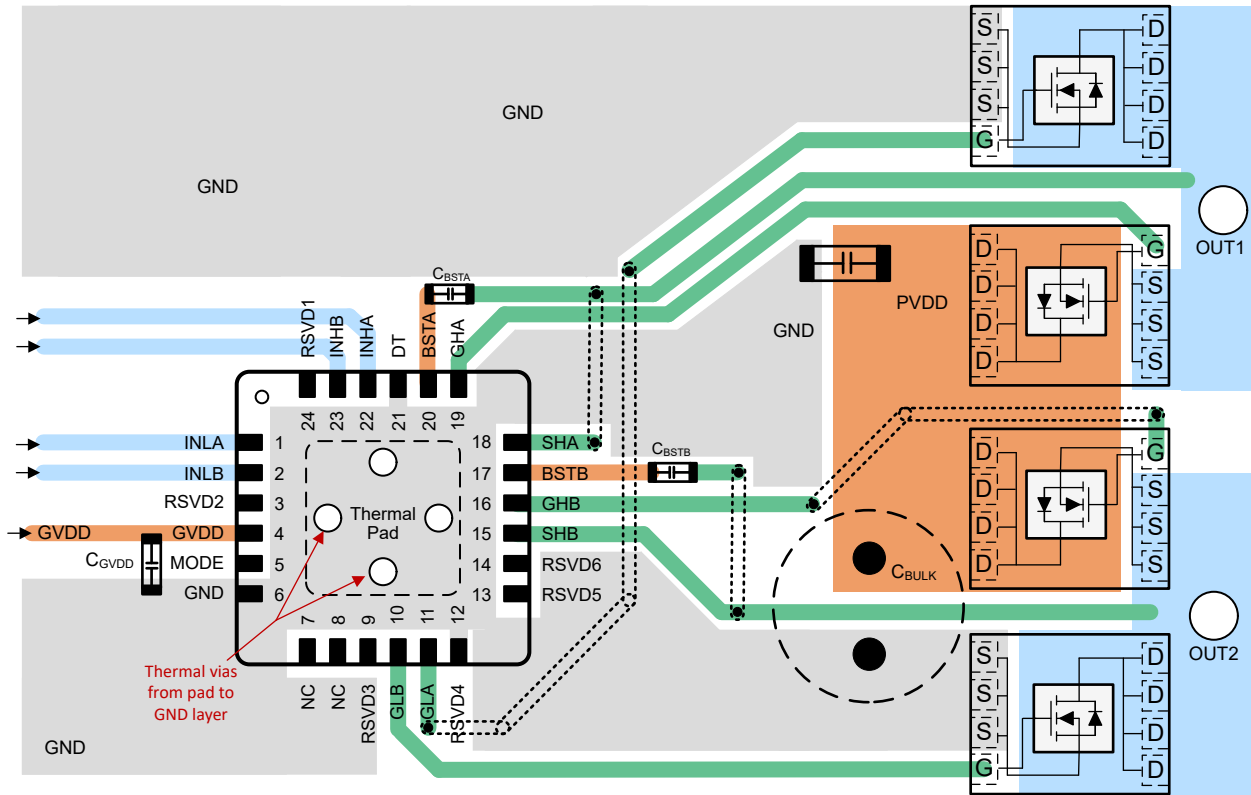 S
S
S
G
D
D
D
D
GND
GND
OUT1
D
D
D
D
G
S
S
S
PVDD
GND
CBSTA
RSVD1
INHB
INHA
DT
BSTA
GHA
24
23
22
21
20
19
INLA
1
INLB
2
RSVD2
3
GVDD
GVDD
4
CGVDD
MODE
5
GND
6
Thermal
Pad
18
SHA
17
BSTB
16
GHB
15
SHB
14
RSVD6
13
RSVD5
CBSTB
CBULK
D
D
D
D
G
S
S
S
OUT2
7
8
9
10
11
12
NC
NC
RSVD3
GLB
GLA
RSVD4
Thermal vias
from pad to
GND layer
GND
S
S
S
G
D
D
D
D